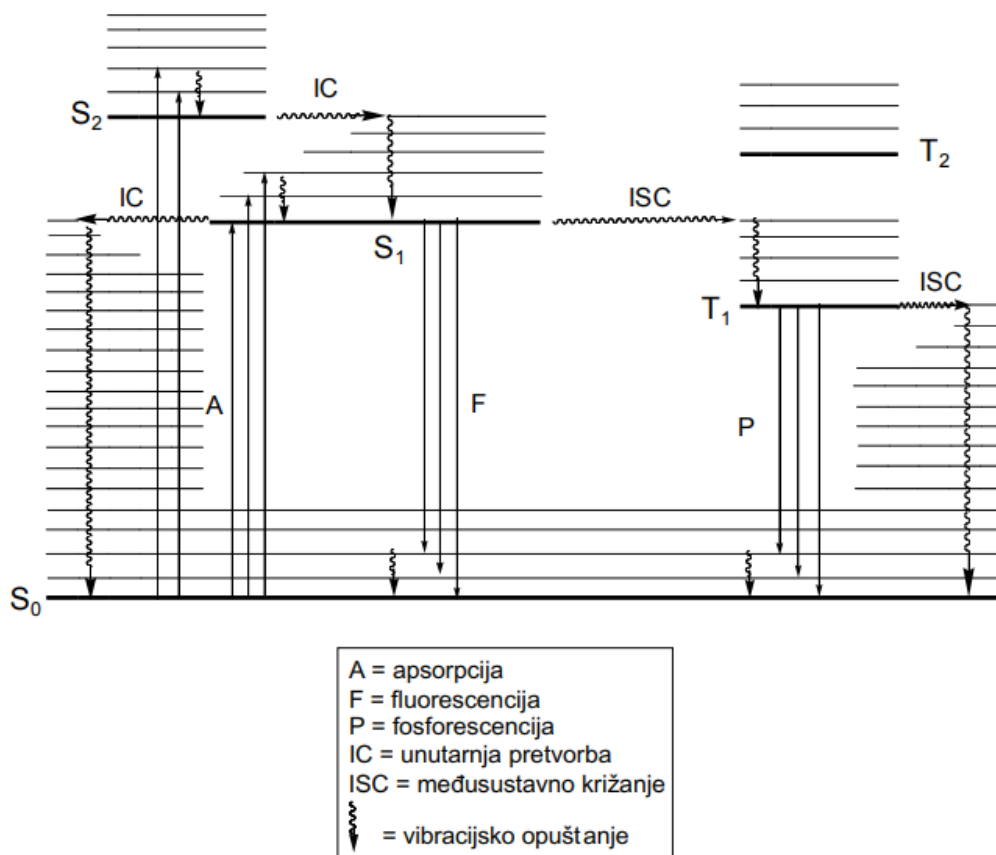 IC
S₂
T₂
IC
ISC
S₁
ISC
T₁
A
F
P
S₀
A = apsorpcija
F = fluorescencija
P = fosforescencija
IC = unutarnja pretvorba
ISC = međusustavno križanje
= vibracijsko opuštanje